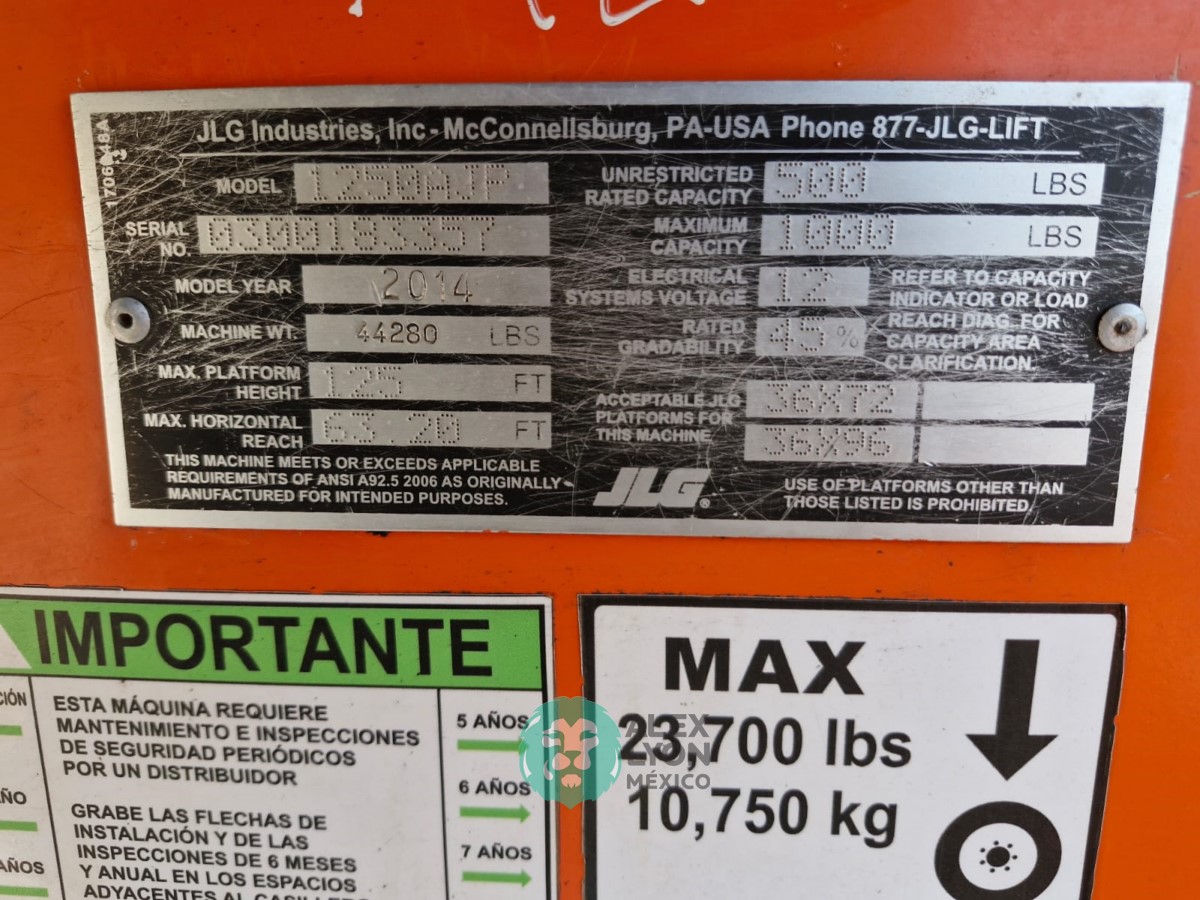 JLG Industries, Inc - McConnellsburg, PA-USA Phone 877-JLG-LIFT
MODEL 1250AJP
SERIAL NO. 0300183357
MODEL YEAR 2014
MACHINE WT. 44280 LBS
MAX. PLATFORM HEIGHT 125 FT
MAX. HORIZONTAL REACH 63 20 FT
THIS MACHINE MEETS OR EXCEEDS APPLICABLE
REQUIREMENTS OF ANSI A92.5 2006 AS ORIGINALLY
MANUFACTURED FOR INTENDED PURPOSES.
UNRESTRICTED RATED CAPACITY 500 LBS
MAXIMUM CAPACITY 1000 LBS
ELECTRICAL SYSTEMS VOLTAGE 12
RATED GRADABILITY 45 %
REFER TO CAPACITY
INDICATOR OR LOAD
REACH DIAG. FOR
CAPACITY AREA
CLARIFICATION.
ACCEPTABLE JLG
PLATFORMS FOR
THIS MACHINE
36X72
36X96
JLG®
USE OF PLATFORMS OTHER THAN
THOSE LISTED IS PROHIBITED.
IMPORTANTE
ESTA MÁQUINA REQUIERE
MANTENIMIENTO E INSPECCIONES
DE SEGURIDAD PERIÓDICOS
POR UN DISTRIBUIDOR
GRABE LAS FLECHAS DE
INSTALACIÓN Y DE LAS
INSPECCIONES DE 6 MESES
Y ANUAL EN LOS ESPACIOS
ADYACENTES AL
5 AÑOS
6 AÑOS
7 AÑOS
MAX
23,700 lbs
10,750 kg
ALEX
LYON
MÉXICO